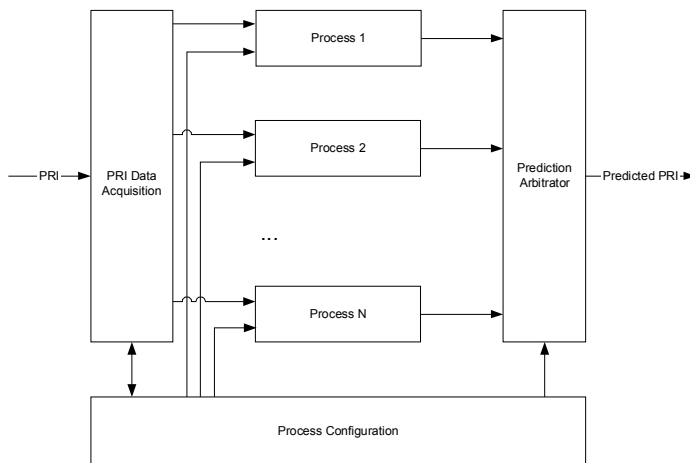 Process 1
PRI
PRI Data
Acquisition
Process 2
...
Process N
Prediction
Arbitrator
Predicted PRI
Process Configuration